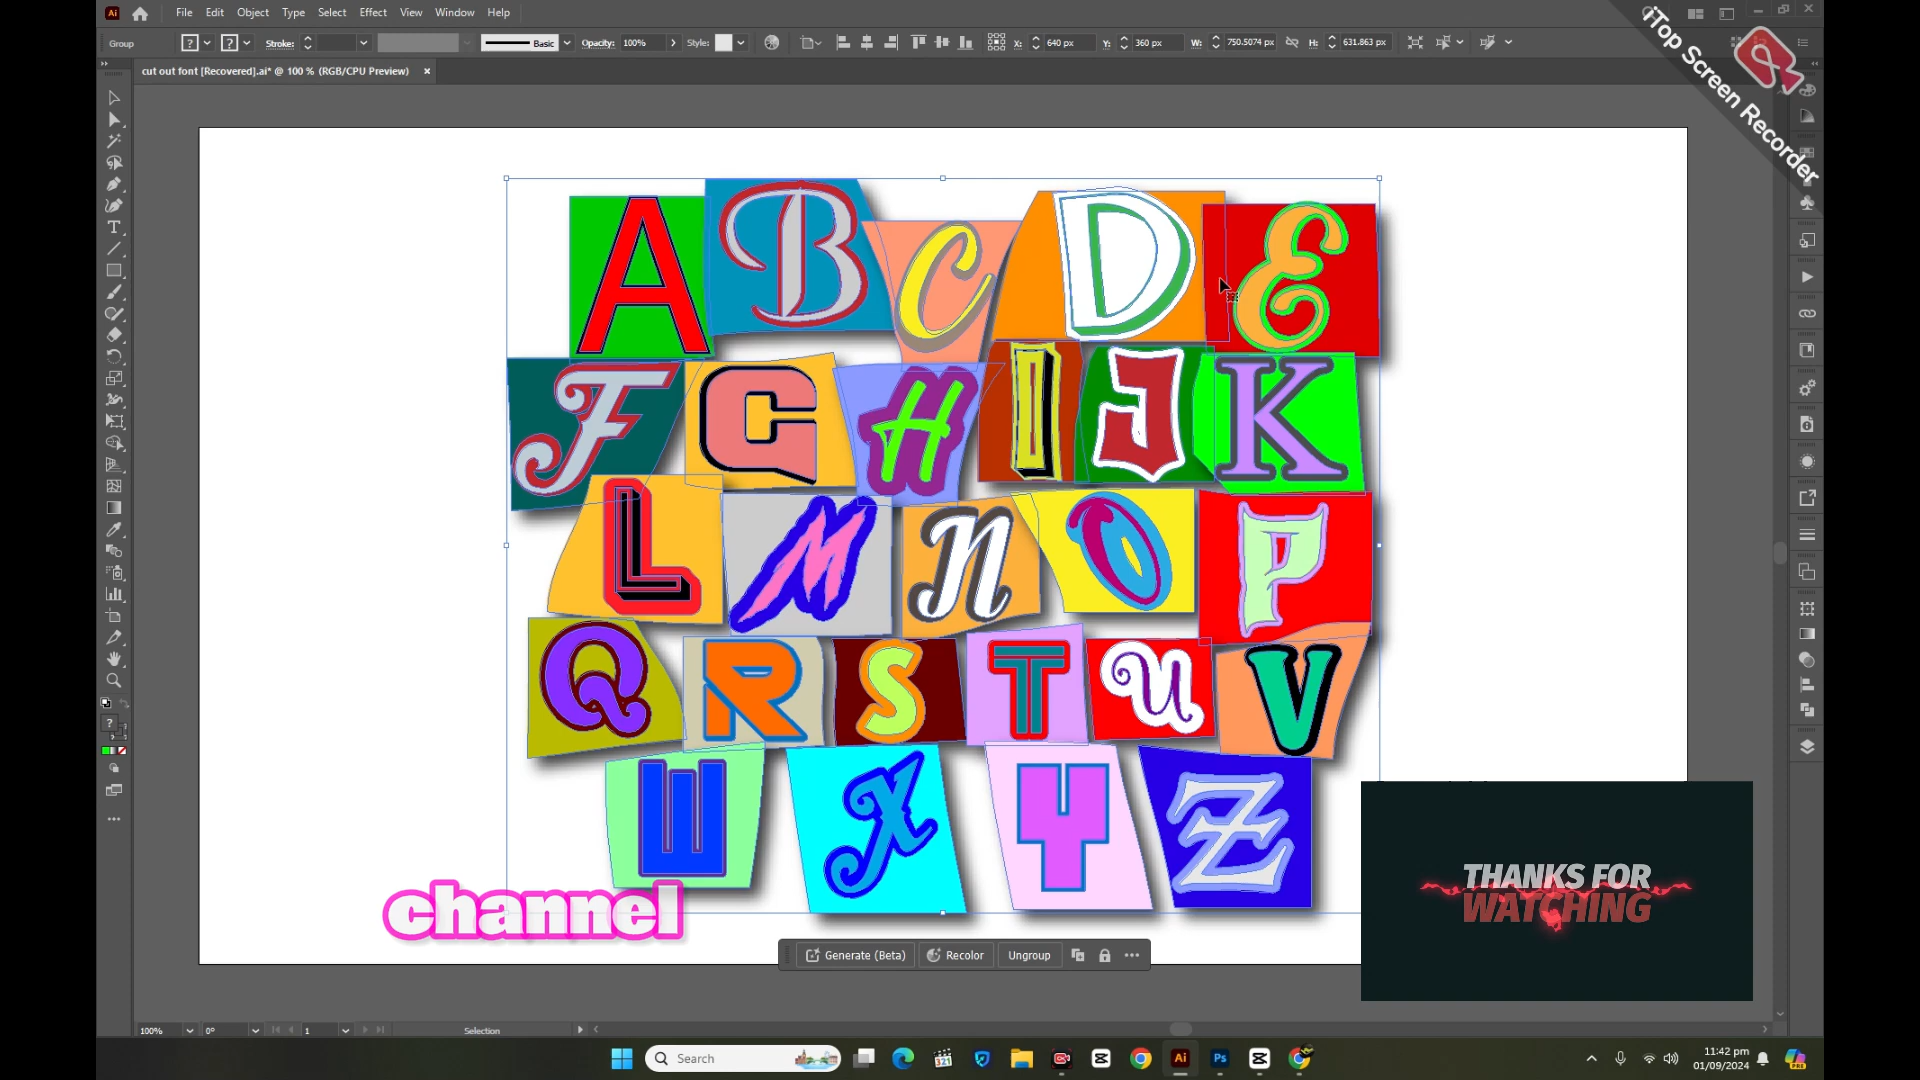 File Edit Object Type Select Effect View Window Help
Group Stroke: Basic Opacity: 100% Style: X: 640 px Y: 360 px W: 750.5074 px H: 631.863 px
cut out font [Recovered].ai* @ 100 % (RGB/CPU Preview)
iTop Screen Recorder
A B C D E
F G H I J K
L M N O P
Q R S T U V
W X Y Z
channel
THANKS FOR
WATCHING
Generate (Beta) Recolor Ungroup
100% 0° 1 Selection
Search
11:42 pm
01/09/2024